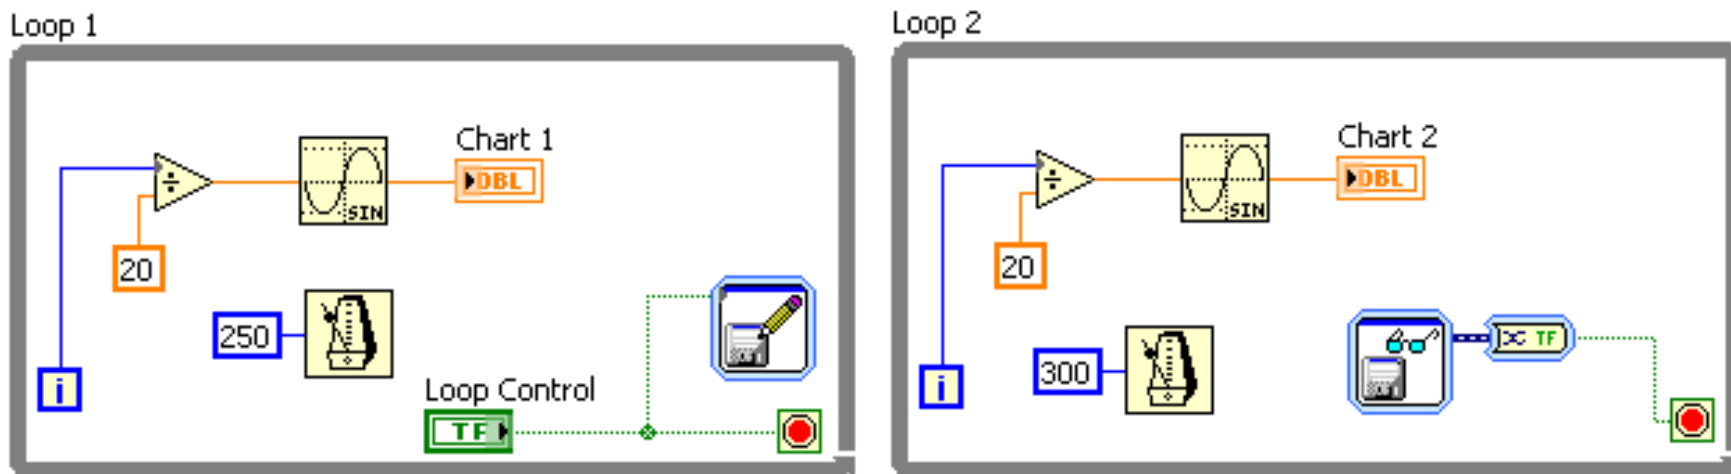 Loop 1
Chart 1
DBL
SIN
20
250
i
Loop Control
TF
Loop 2
Chart 2
DBL
SIN
20
300
TF
i